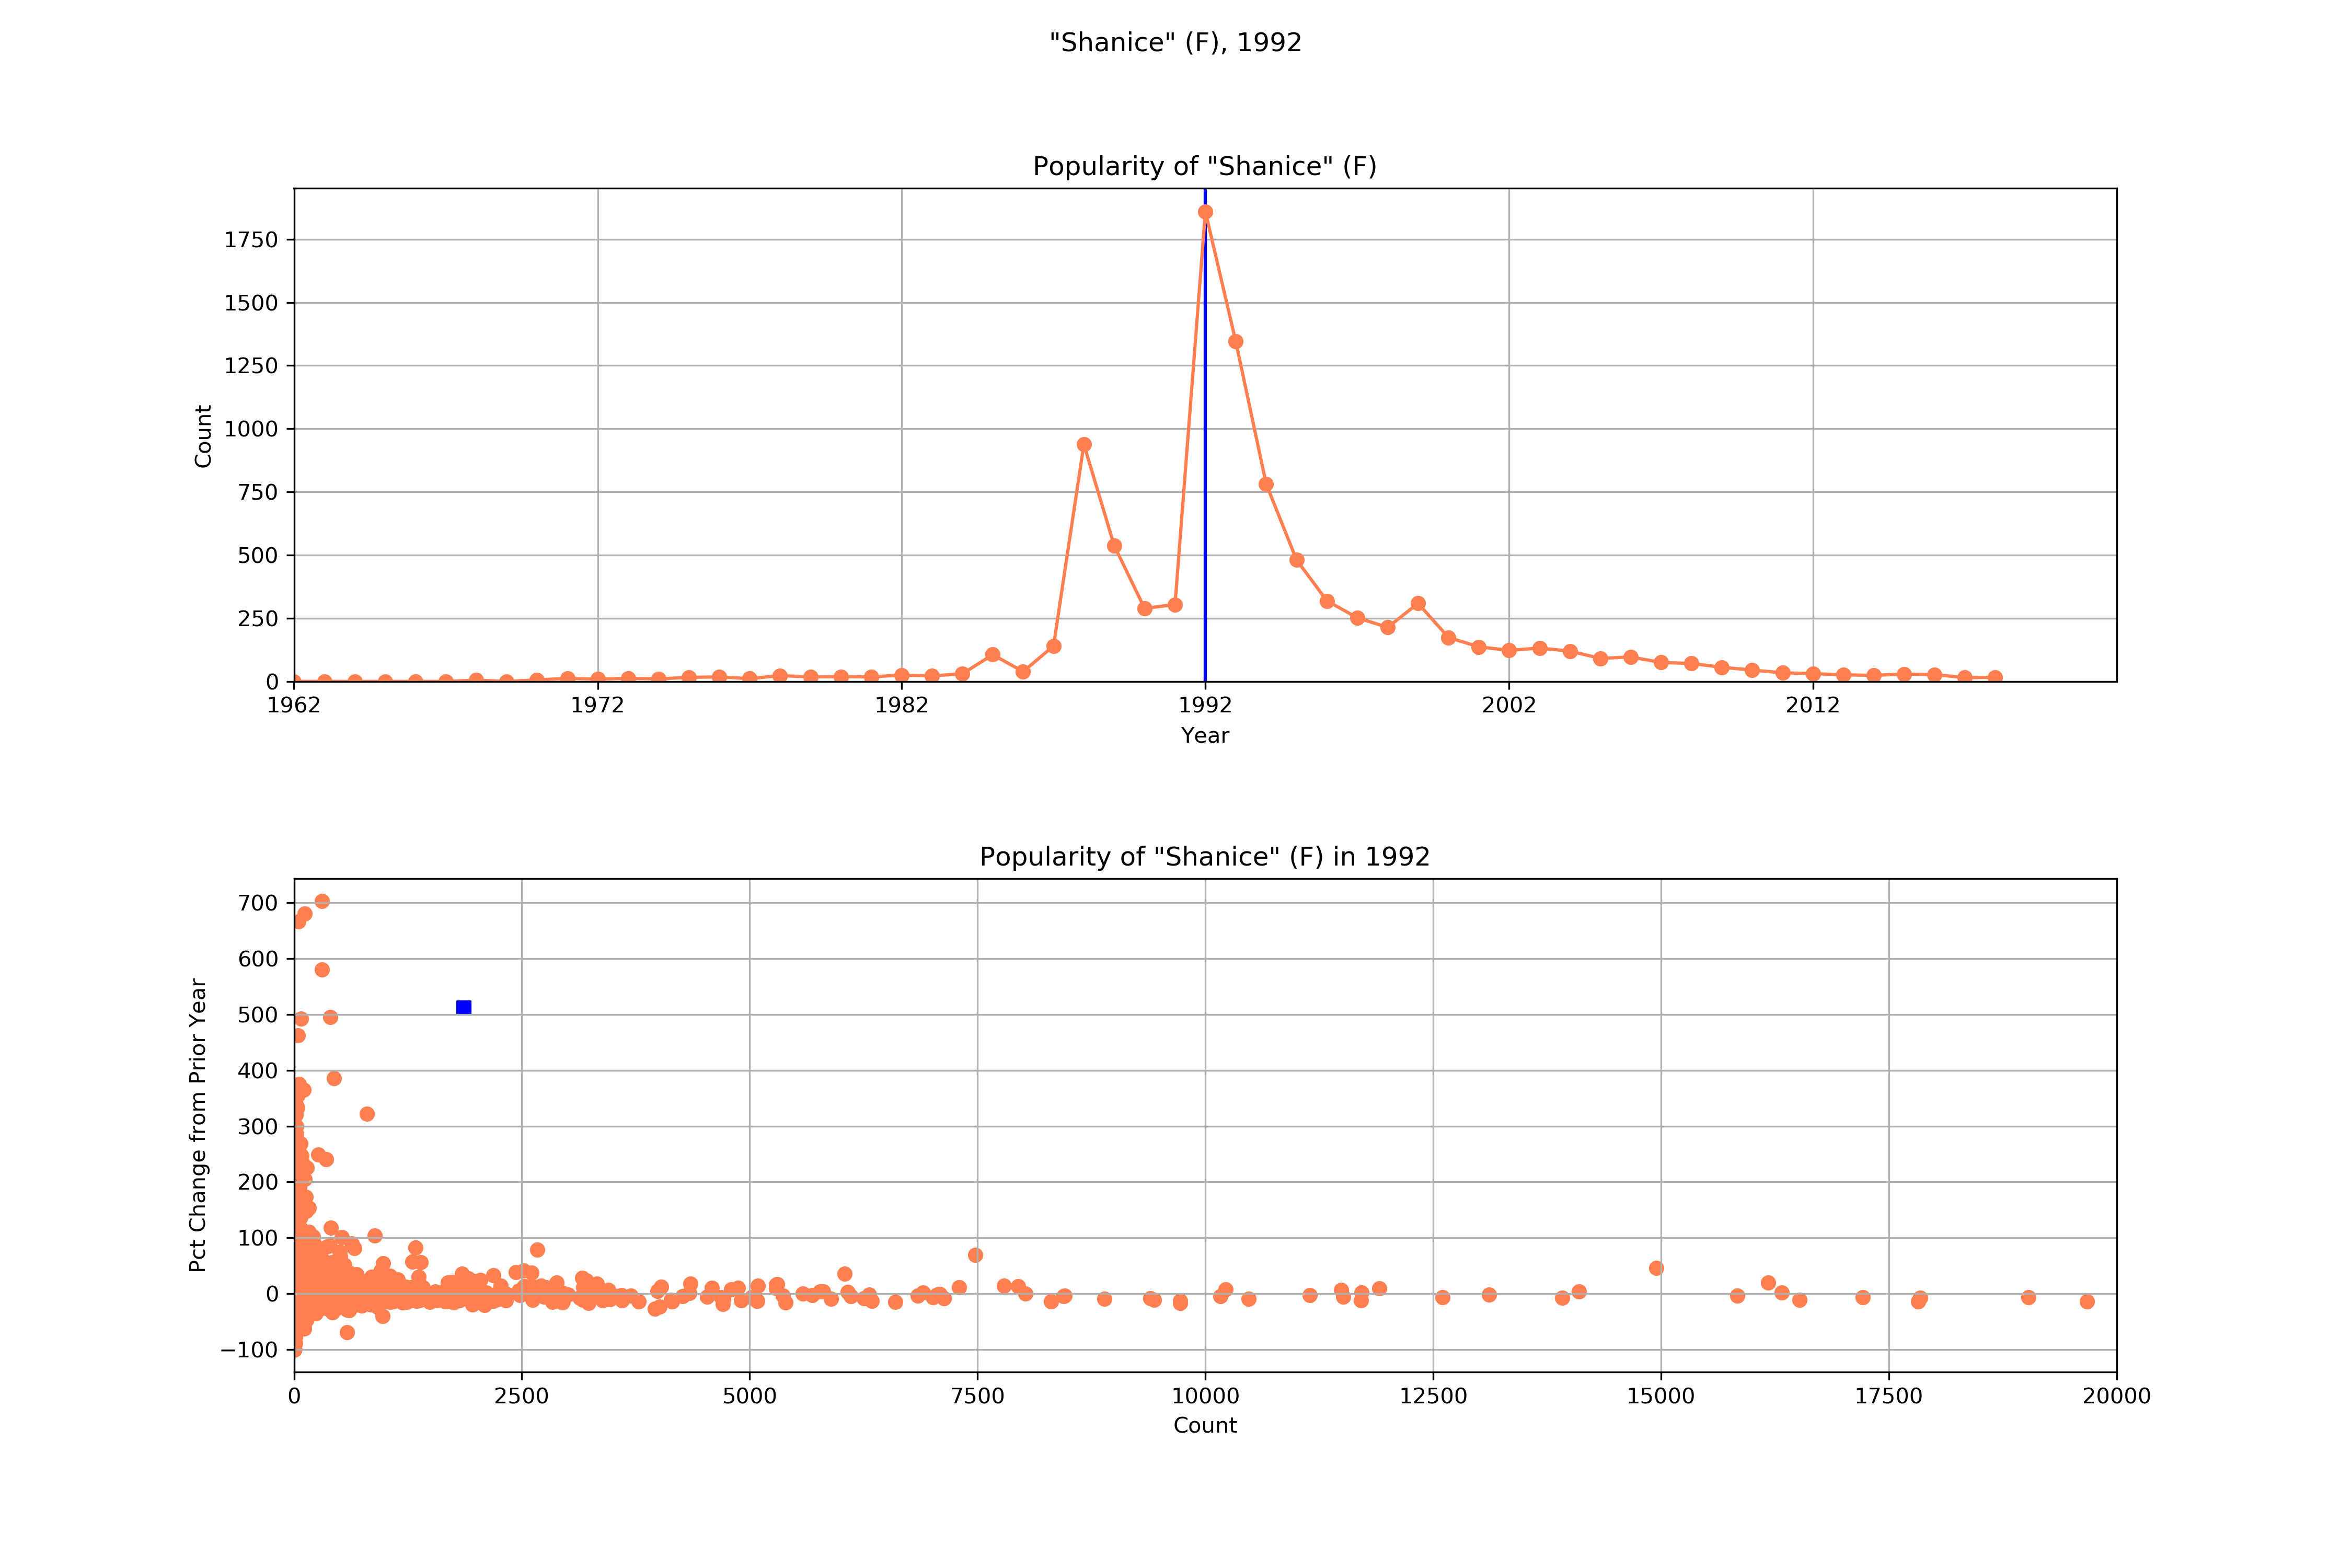 "Shanice" (F), 1992
Popularity of "Shanice" (F)
1750
1500
1250
1000
750
500
250
0
Count
1962 1972 1982 1992 2002 2012
Year
Popularity of "Shanice" (F) in 1992
700
600
500
400
300
200
100
0
−100
Pct Change from Prior Year
0 2500 5000 7500 10000 12500 15000 17500 20000
Count